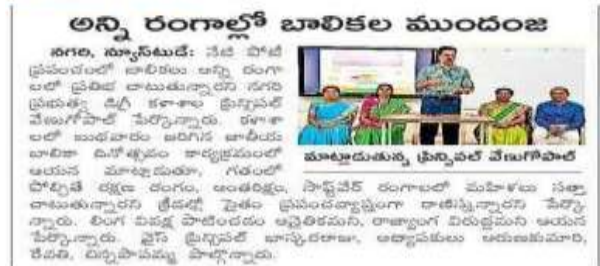 అన్ని రంగాల్లో బాలికల ముందంజ
నగరి, న్యూస్‌టుడే: నేటి పోటీ
ప్రపంచంలో బాలికలు అన్ని రంగా
లలో ప్రతిభ చాటుతున్నారని నగరి
ప్రభుత్వ డిగ్రీ కళాశాల ప్రిన్సిపల్
వేణుగోపాల్ పేర్కొన్నారు. కళాశా
లలో బుధవారం జరిగిన జాతీయ
బాలికా దినోత్సవం కార్యక్రమంలో
ఆయన మాట్లాడుతూ, గతంలో
మాట్లాడుతున్న ప్రిన్సిపల్ వేణుగోపాల్
పోల్చితే రక్షణ రంగం, అంతరిక్షం, సాఫ్ట్‌వేర్ రంగాలలో మహిళలు సత్తా
చాటుతున్నారని క్రీడల్లో సైతం ప్రపంచవ్యాప్తంగా రాణిస్తున్నారని పేర్కొ
న్నారు. లింగ వివక్ష పాటించడం అనైతికమని, రాజ్యాంగ విరుద్ధమని ఆయన
పేర్కొన్నారు. వైస్ ప్రిన్సిపల్ భాస్కరరాజు, అధ్యాపకులు అరుణకుమారి,
రేవతి, చిన్నపాపమ్మ పాల్గొన్నారు.